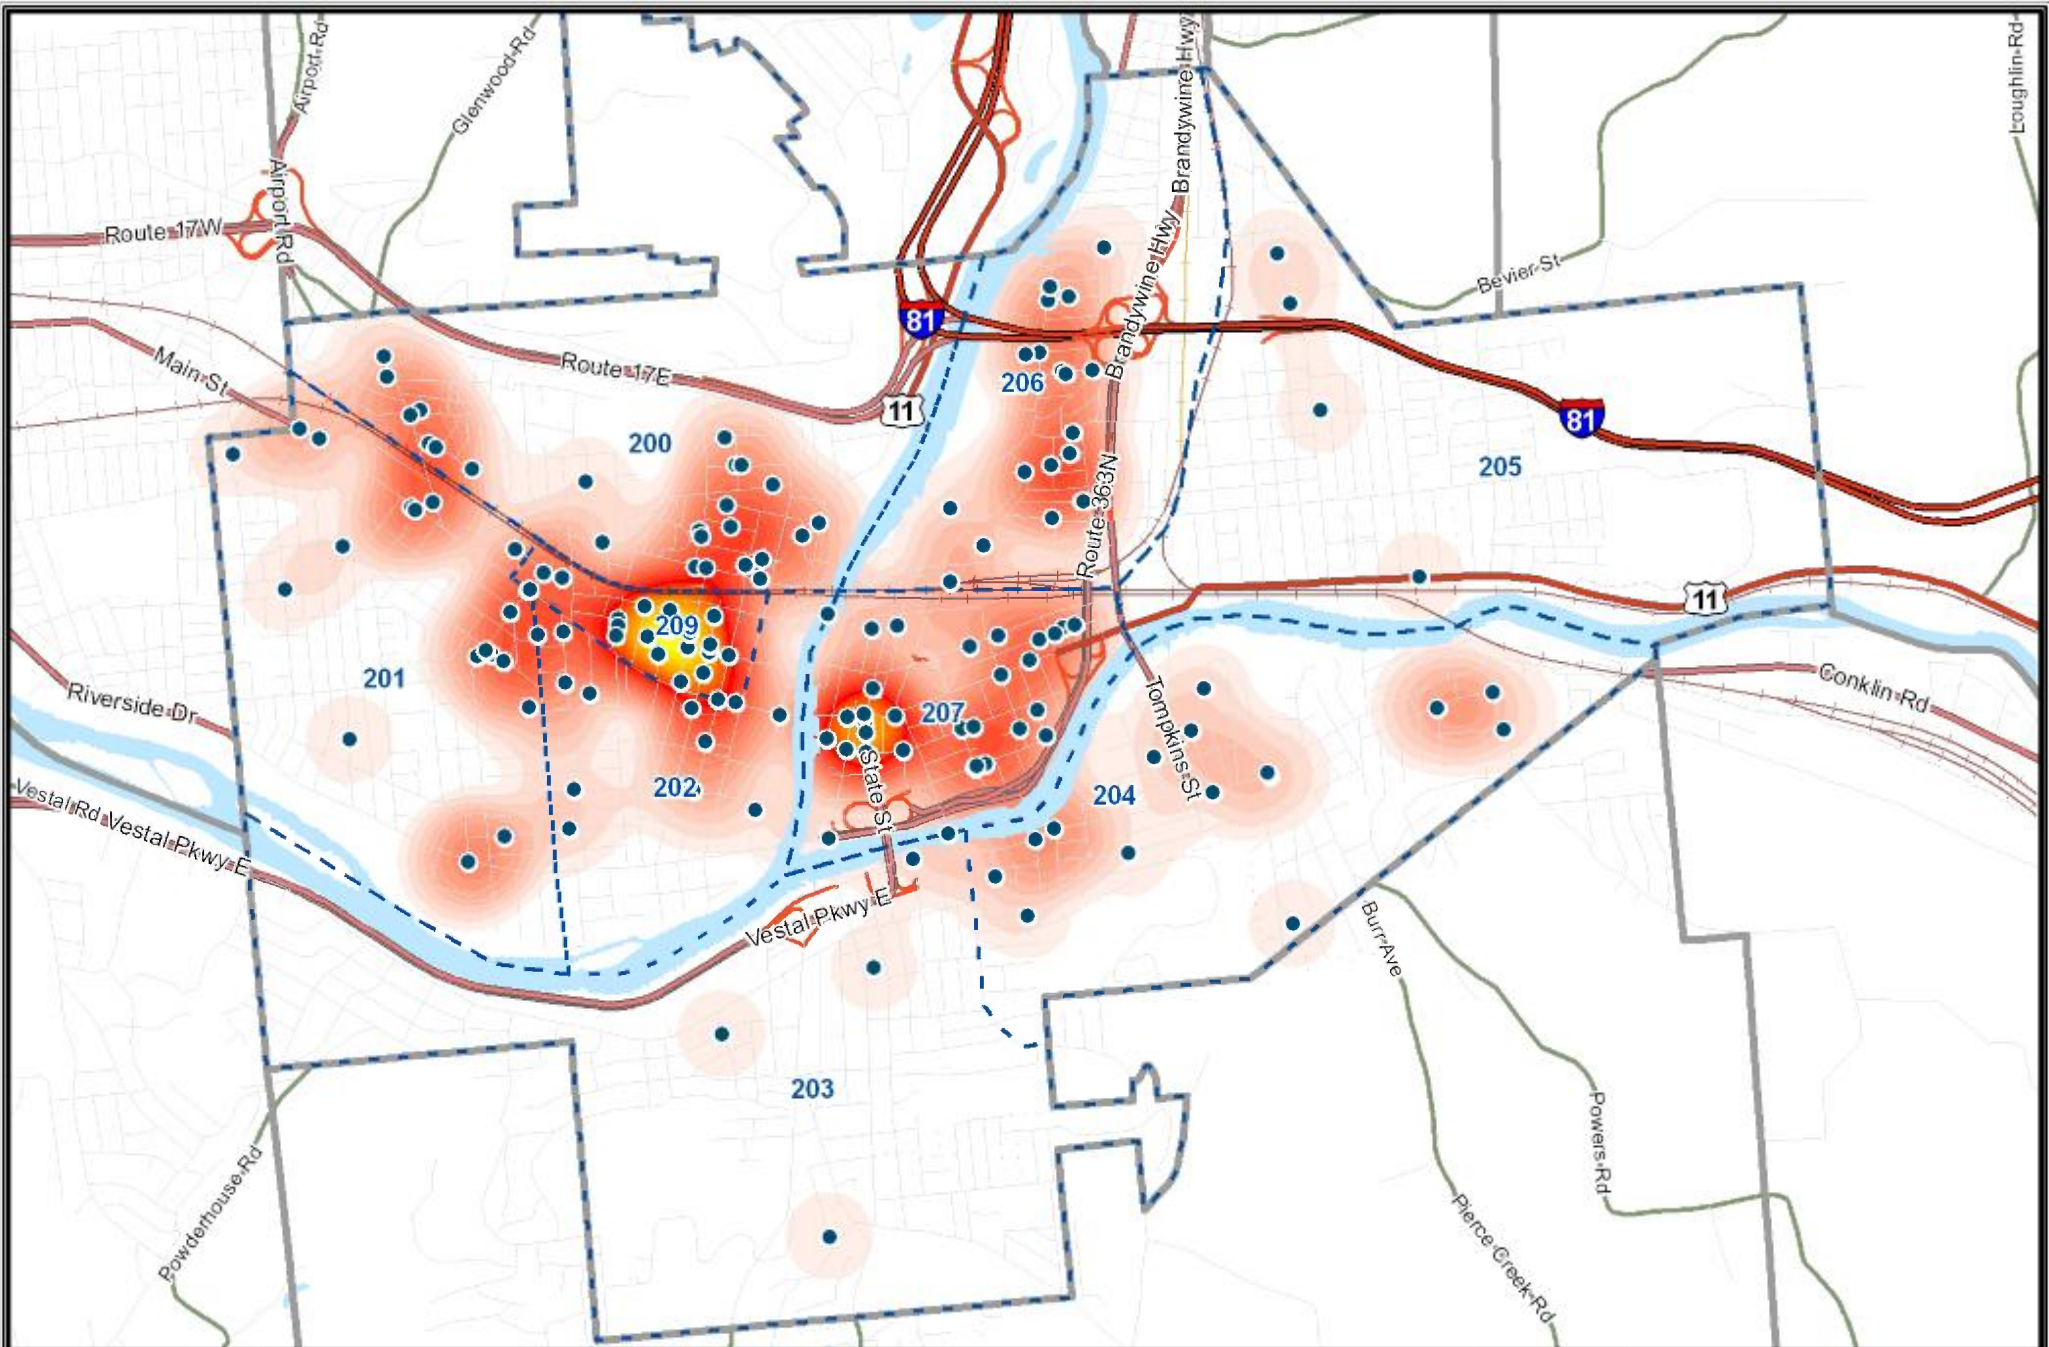 Airport Rd
Glenwood-Rd
Brandywine Hwy
Loughlin-Rd
Airport Rd
Route 17W
Brandywine Hwy
Bevier-St
81
Main-St
Route 17E
206
11
81
200
205
Route-363N
11
209
201
Conklin-Rd
Riverside-Dr
207
Tompkins-St
State-St
202
204
Vestal-Rd
Vestal-Pkwy-E
Vestal-Pkwy-E
Burr-Ave
203
Powers-Rd
Powderhouse-Rd
Pierce-Creek-Rd